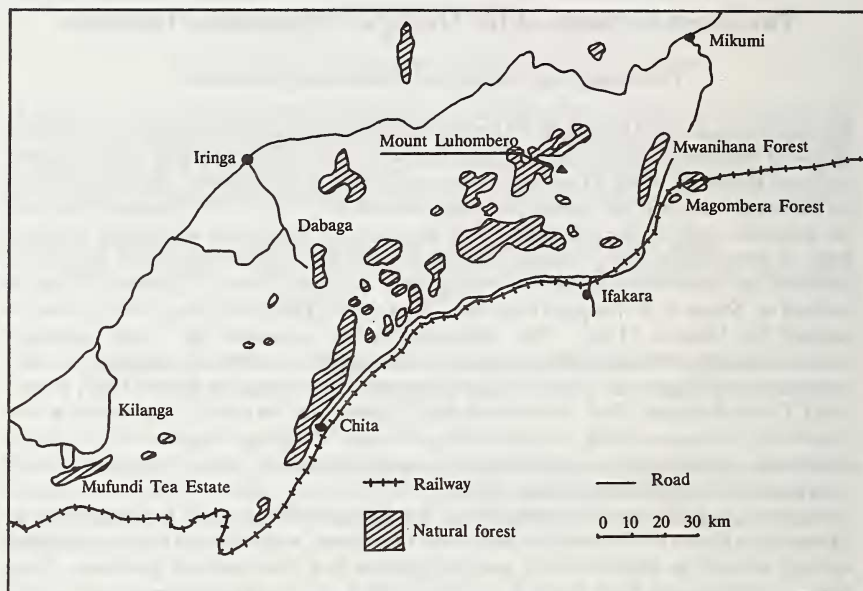 Mikumi
Mount Luhombero
Iringa
Mwanihana Forest
Magombera Forest
Dabaga
Ifakara
Kilanga
Chita
Mufundi Tea Estate
Railway
Road
Natural forest
0 10 20 30 km